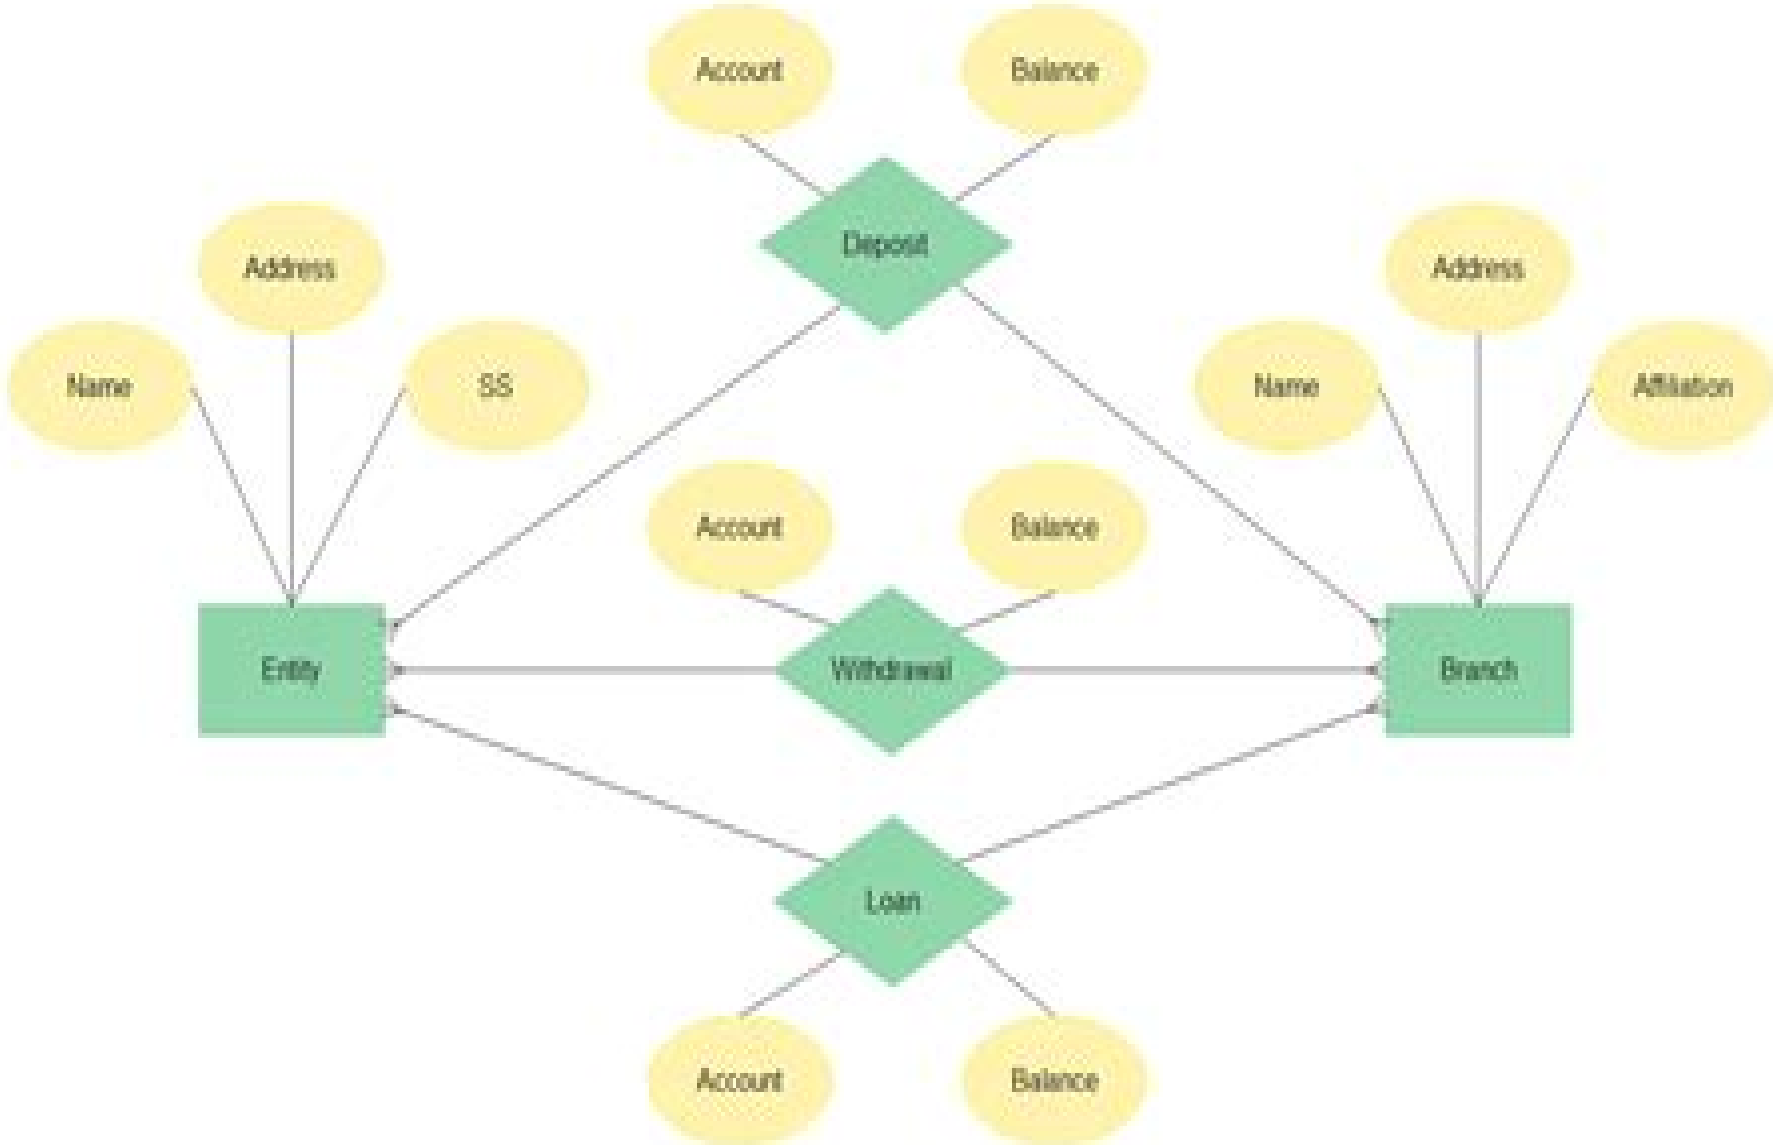 Account
Balance
Deposit
Address
Address
Name
SS
Name
Affiliation
Account
Balance
Entity
Withdrawal
Branch
Loan
Account
Balance